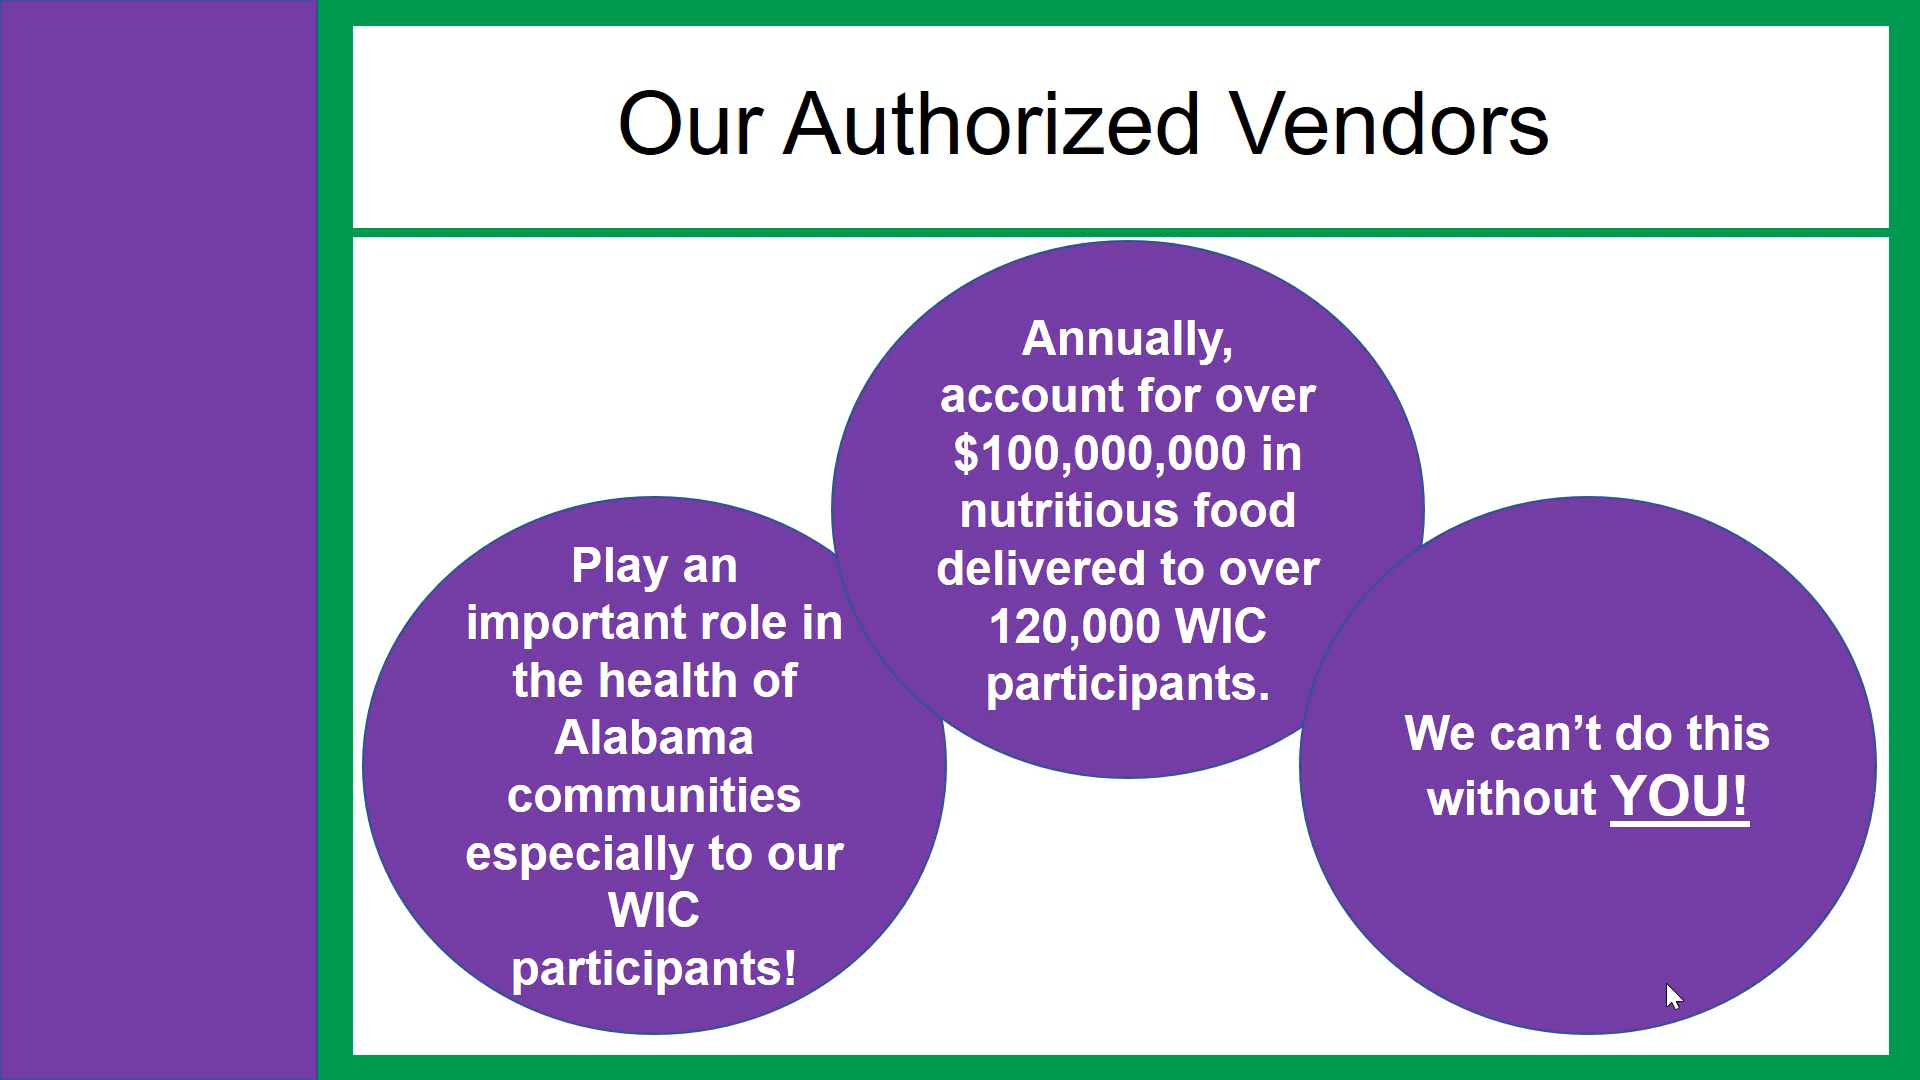 Our Authorized Vendors
Play an
important role in
the health of
Alabama
communities
especially to our
WIC
participants!
Annually,
account for over
$100,000,000 in
nutritious food
delivered to over
120,000 WIC
participants.
We can’t do this
without YOU!